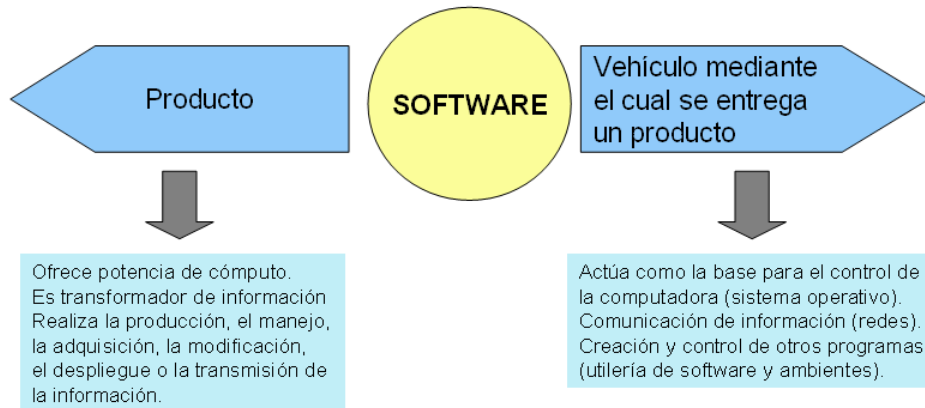 Producto
SOFTWARE
Vehículo mediante
el cual se entrega
un producto
Ofrece potencia de cómputo.
Es transformador de información
Realiza la producción, el manejo,
la adquisición, la modificación,
el despliegue o la transmisión de
la información.
Actúa como la base para el control de
la computadora (sistema operativo).
Comunicación de información (redes).
Creación y control de otros programas
(utilería de software y ambientes).